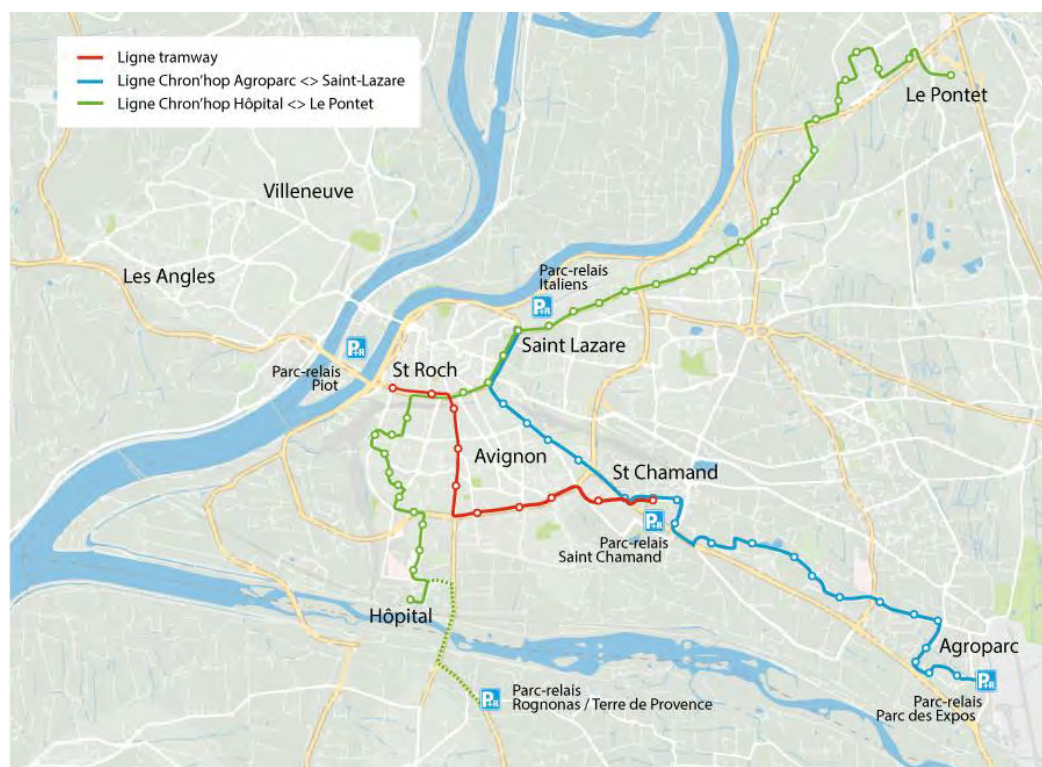 Ligne tramway
Ligne Chron'hop Agroparc <> Saint-Lazare
Ligne Chron'hop Hôpital <> Le Pontet
Le Pontet
Villeneuve
Les Angles
Parc-relais
Italiens
P+R
Saint Lazare
P+R
Parc-relais
Piot
St Roch
Avignon
St Chamand
P+R
Parc-relais
Saint Chamand
Hôpital
Agroparc
P+R
Parc-relais
Parc des Expos
P+R
Parc-relais
Rognonas / Terre de Provence